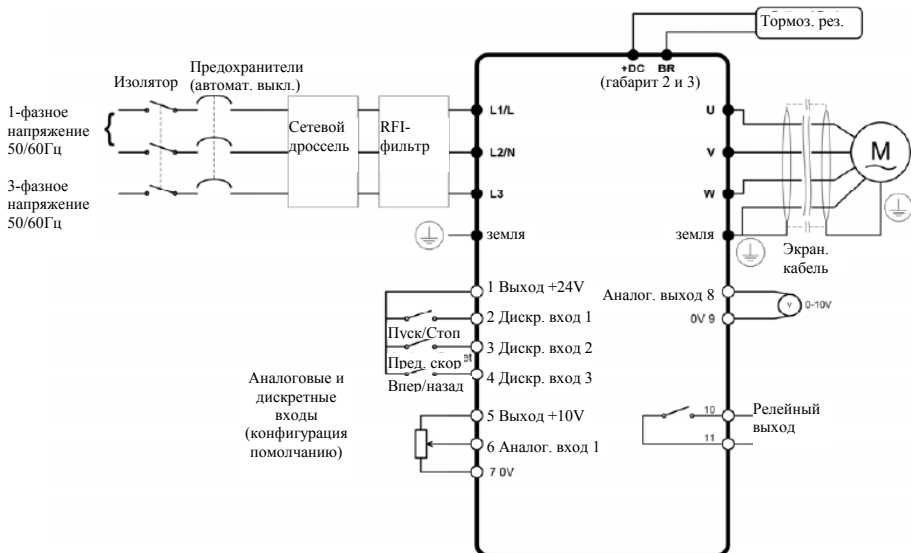 Тормоз. рез.
+DC BR
(габарит 2 и 3)
Изолятор
Предохранители
(автомат. выкл.)
1-фазное
напряжение
50/60Гц
3-фазное
напряжение
50/60Гц
Сетевой
дроссель
RFI-
фильтр
L1/L
L2/N
L3
земля
U
V
W
земля
M
Экран.
кабель
1 Выход +24V
2 Дискр. вход 1
Пуск/Стоп
3 Дискр. вход 2
Пред. скор
4 Дискр. вход 3
Впер/назад
Аналоговые и
дискретные
входы
(конфигурация
помолчанию)
5 Выход +10V
6 Аналог. вход 1
7 0V
Аналог. выход 8
0V 9
V
0-10V
10
11
Релейный
выход